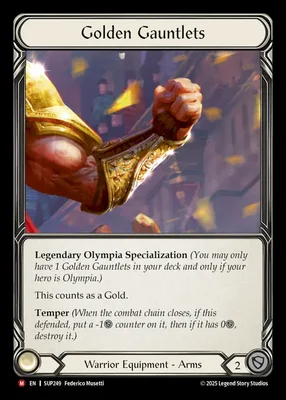 Golden Gauntlets
Legendary Olympia Specialization (You may only
have 1 Golden Gauntlets in your deck and only if your
hero is Olympia.)
This counts as a Gold.
Temper (When the combat chain closes, if this
defended, put a -1 counter on it, then if it has 0,
destroy it.)
Warrior Equipment - Arms
2
M EN | SUP249 Federico Musetti
© 2025 Legend Story Studios